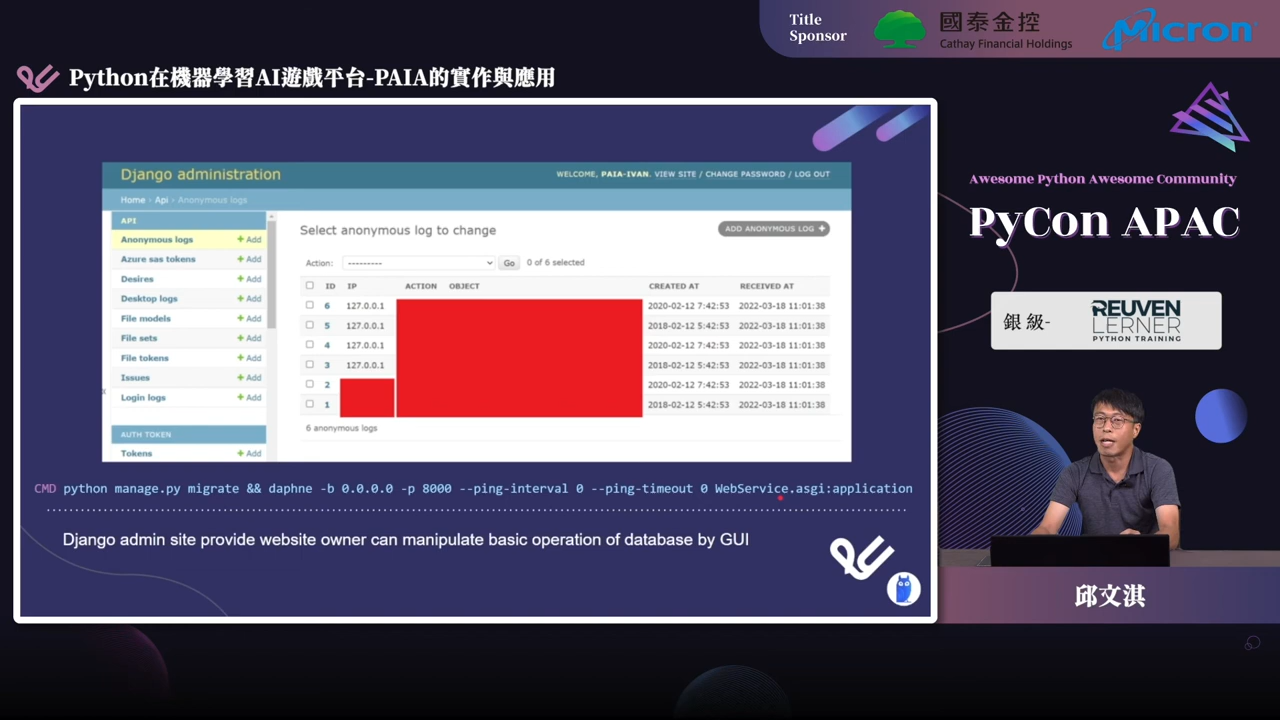 Title
Sponsor
國泰金控
Cathay Financial Holdings
Micron
Python在機器學習AI遊戲平台-PAIA的實作與應用
Awesome Python Awesome Community
PyCon APAC
銀級-
REUVEN
LERNER
PYTHON TRAINING
邱文淇
Django administration
WELCOME, PAIA-IVAN. VIEW SITE / CHANGE PASSWORD / LOG OUT
Home › Api › Anonymous logs
API
Anonymous logs + Add
Azure sas tokens + Add
Desires + Add
Desktop logs + Add
File models + Add
File sets + Add
File tokens + Add
Issues + Add
Login logs + Add
AUTH TOKEN
Tokens + Add
Select anonymous log to change
ADD ANONYMOUS LOG +
Action: --------- Go 0 of 6 selected
ID IP ACTION OBJECT CREATED AT RECEIVED AT
6 127.0.0.1 2020-02-12 7:42:53 2022-03-18 11:01:38
5 127.0.0.1 2018-02-12 5:42:53 2022-03-18 11:01:38
4 127.0.0.1 2020-02-12 7:42:53 2022-03-18 11:01:38
3 127.0.0.1 2018-02-12 5:42:53 2022-03-18 11:01:38
2 2020-02-12 7:42:53 2022-03-18 11:01:38
1 2018-02-12 5:42:53 2022-03-18 11:01:38
6 anonymous logs
CMD python manage.py migrate && daphne -b 0.0.0.0 -p 8000 --ping-interval 0 --ping-timeout 0 WebService.asgi:application
Django admin site provide website owner can manipulate basic operation of database by GUI